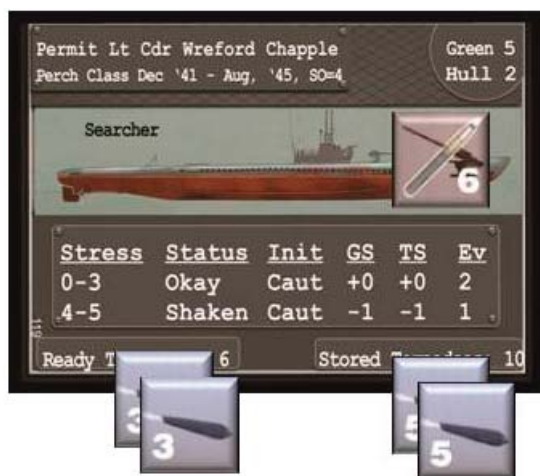 Permit Lt Cdr Wreford Chapple
Green 5
Perch Class Dec '41 - Aug, '45, SO=4
Hull 2
Searcher
6
Stress Status Init GS TS Ev
0-3 Okay Caut +0 +0 2
4-5 Shaken Caut -1 -1 1
119
Ready 6
Stored 10
3
3
5
5